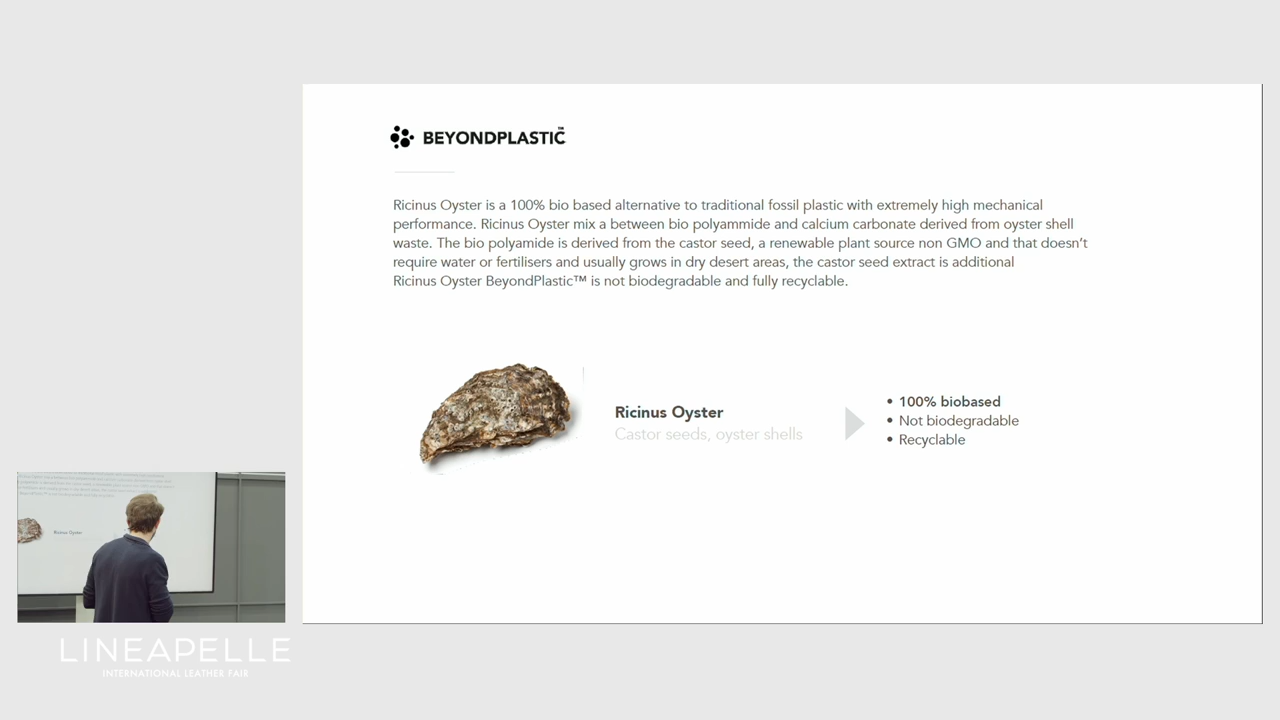 BEYONDPLASTIC™
Ricinus Oyster is a 100% bio based alternative to traditional fossil plastic with extremely high mechanical
performance. Ricinus Oyster mix a between bio polyammide and calcium carbonate derived from oyster shell
waste. The bio polyamide is derived from the castor seed, a renewable plant source non GMO and that doesn't
require water or fertilisers and usually grows in dry desert areas, the castor seed extract is additional
Ricinus Oyster BeyondPlastic™ is not biodegradable and fully recyclable.
Ricinus Oyster
Castor seeds, oyster shells
• 100% biobased
• Not biodegradable
• Recyclable
Ricinus Oyster
LINEAPELLE
INTERNATIONAL LEATHER FAIR